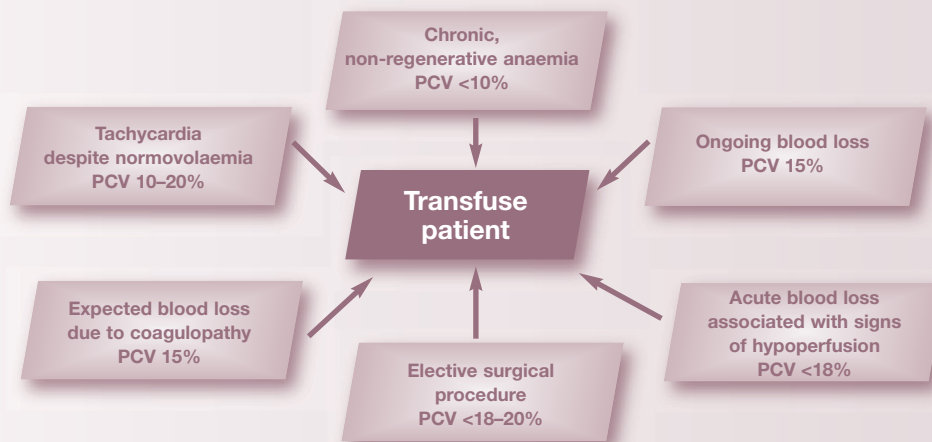 Chronic,
non-regenerative anaemia
PCV <10%
Tachycardia
despite normovolaemia
PCV 10–20%
Ongoing blood loss
PCV 15%
Transfuse
patient
Expected blood loss
due to coagulopathy
PCV 15%
Elective surgical
procedure
PCV <18–20%
Acute blood loss
associated with signs
of hypoperfusion
PCV <18%